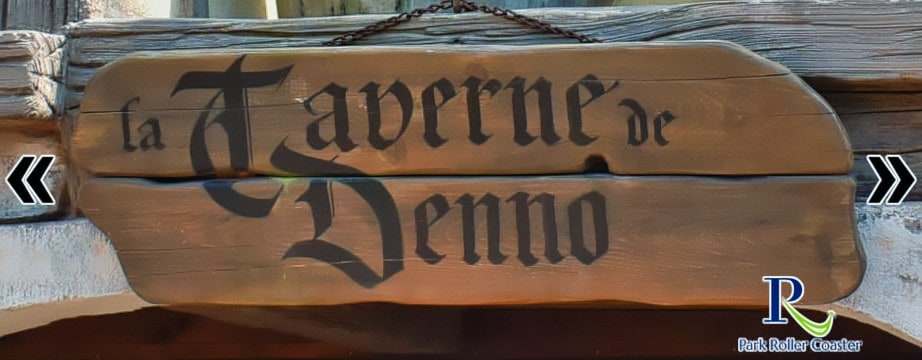 la Taverne de
Denno
Park Roller Coaster